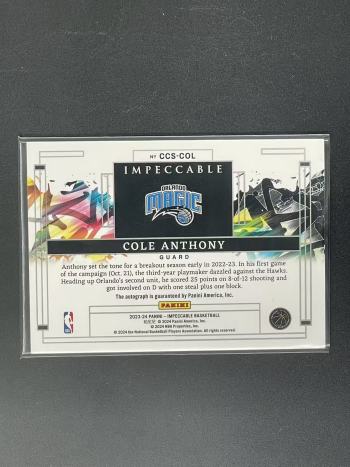 Nº CCS-COL
IMPECCABLE
ORLANDO
MAGIC
COLE ANTHONY
GUARD
Anthony set the tone for a breakout season early in 2022-23. In his first game
of the campaign (Oct. 21), the third-year playmaker dazzled against the Hawks.
Heading up Orlando's second unit, he scored 25 points on 8-of-12 shooting and
got involved on D with one steal plus one block.
The autograph is guaranteed by Panini America, Inc.
PANINI
2023-24 PANINI – IMPECCABLE BASKETBALL
© 2024 Panini America, Inc.
© 2024 NBA Properties, Inc.
© 2024 the National Basketball Players Association. All rights reserved.
NBA